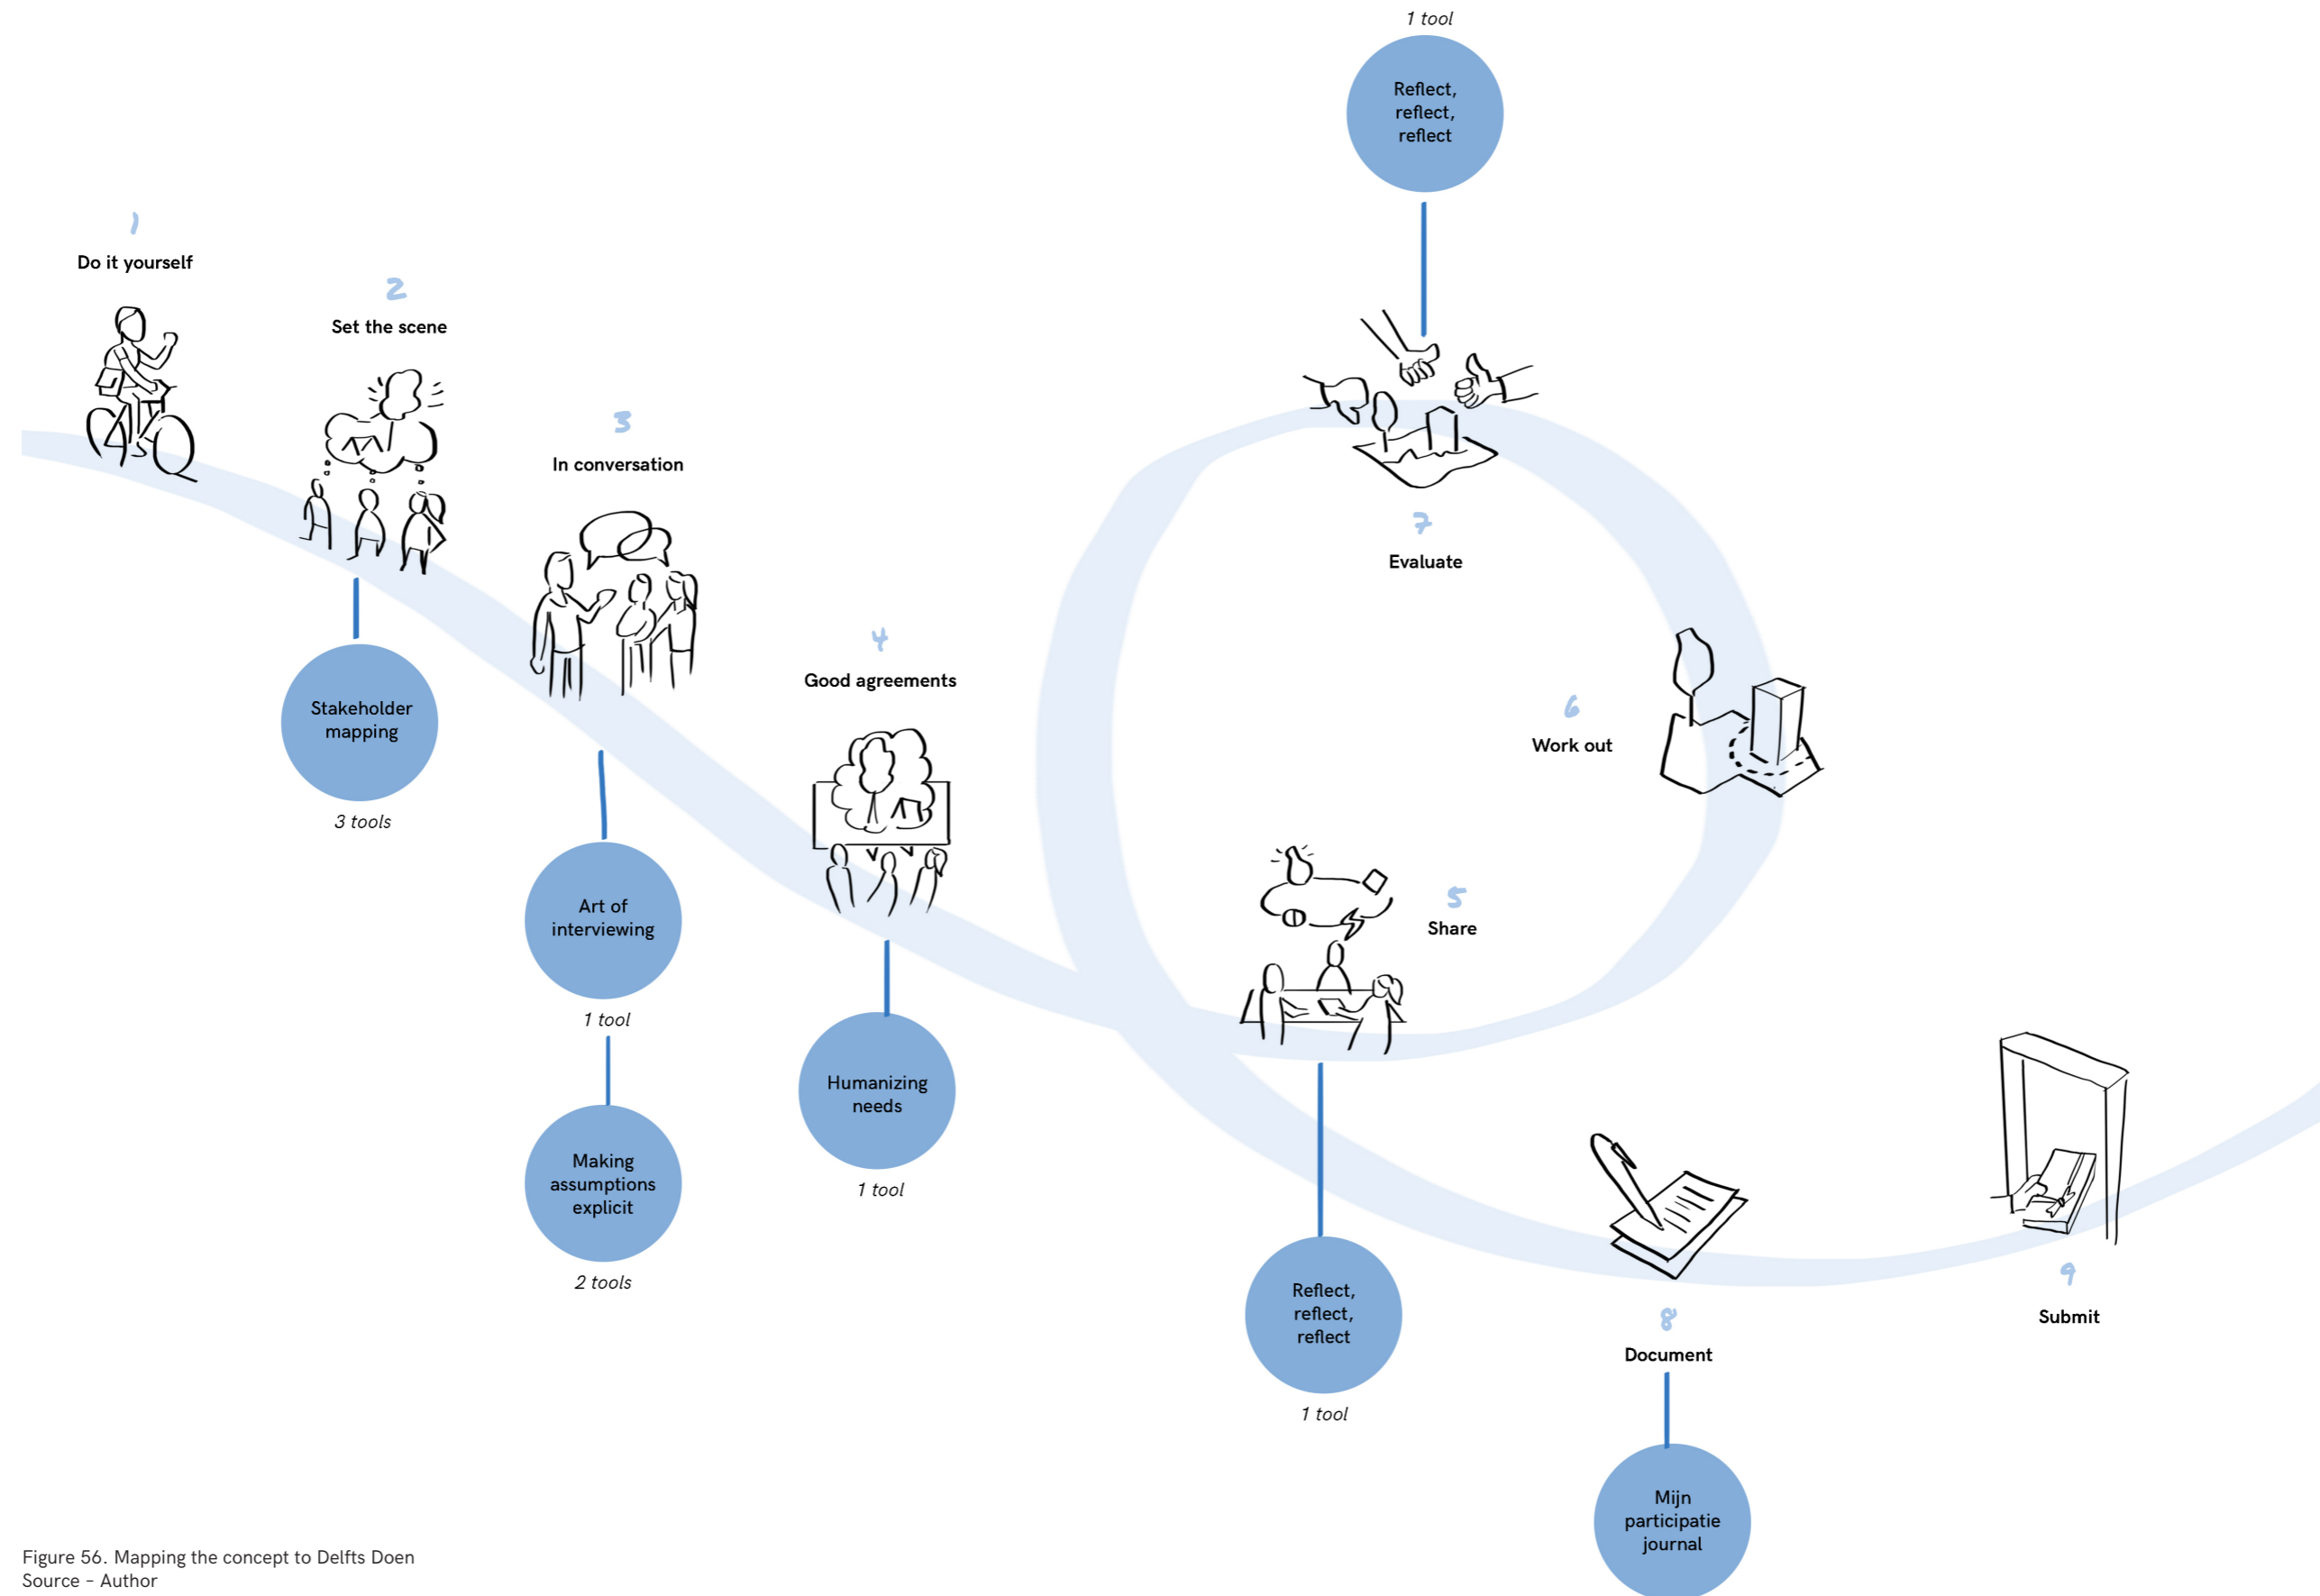 1
Do it yourself
2
Set the scene
Stakeholder
mapping
3 tools
3
In conversation
Art of
interviewing
1 tool
Making
assumptions
explicit
2 tools
4
Good agreements
Humanizing
needs
1 tool
5
Share
Reflect,
reflect,
reflect
1 tool
6
Work out
1 tool
Reflect,
reflect,
reflect
7
Evaluate
8
Document
Mijn
participatie
journal
9
Submit
Figure 56. Mapping the concept to Delfts Doen
Source – Author